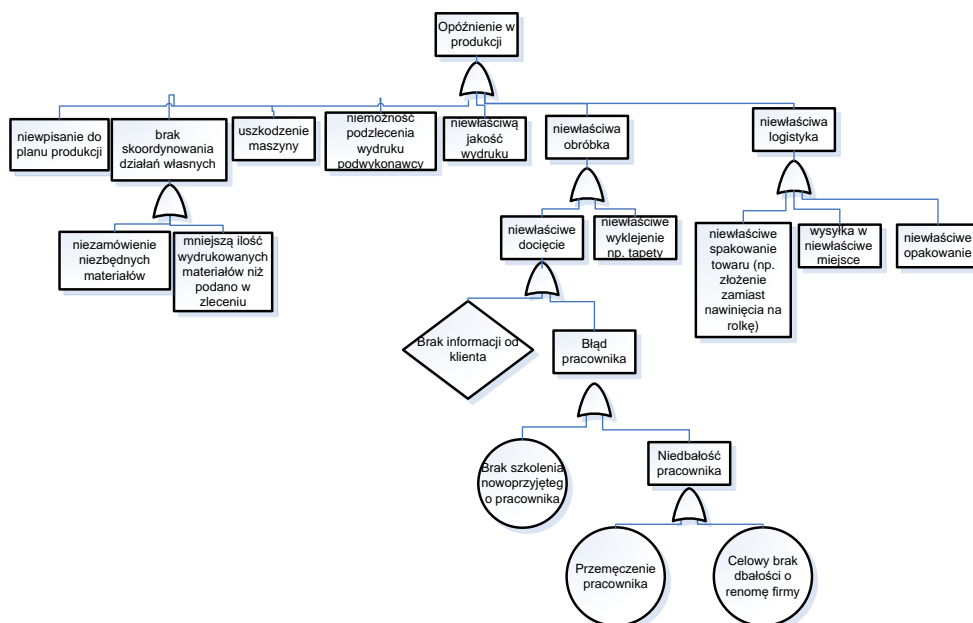 Opóźnienie w
produkcji
niewpisanie do
planu produkcji
brak
skoordynowania
działań własnych
uszkodzenie
maszyny
niemożność
podzlecenia
wydruku
podwykonawcy
niewłaściwą
jakość
wydruku
niewłaściwa
obróbka
niewłaściwa
logistyka
niezamówienie
niezbędnych
materiałów
mniejszą ilość
wydrukowanych
materiałów niż
podano w
zleceniu
niewłaściwe
docięcie
niewłaściwe
wyklejenie
np. tapety
niewłaściwe
spakowanie
towaru (np.
złożenie
zamiast
nawinięcia na
rolkę)
wysyłka w
niewłaściwe
miejsce
niewłaściwe
opakowanie
Brak informacji od
klienta
Błąd
pracownika
Brak szkolenia
nowoprzyjęteg
o pracownika
Niedbałość
pracownika
Przemęczenie
pracownika
Celowy brak
dbałości o
renomę firmy